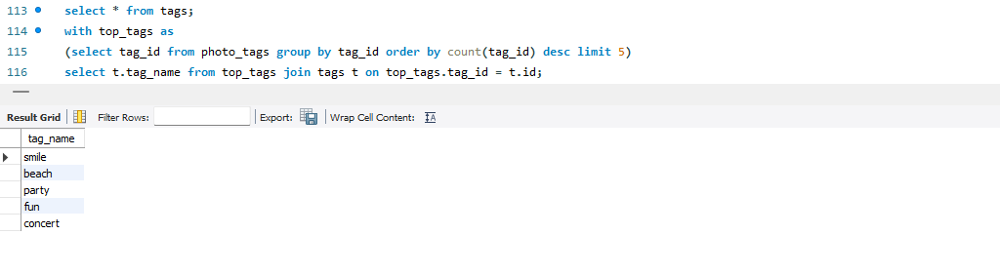 113 select * from tags;
114 with top_tags as
115 (select tag_id from photo_tags group by tag_id order by count(tag_id) desc limit 5)
116 select t.tag_name from top_tags join tags t on top_tags.tag_id = t.id;
Result Grid Filter Rows: Export: Wrap Cell Content:
tag_name
smile
beach
party
fun
concert